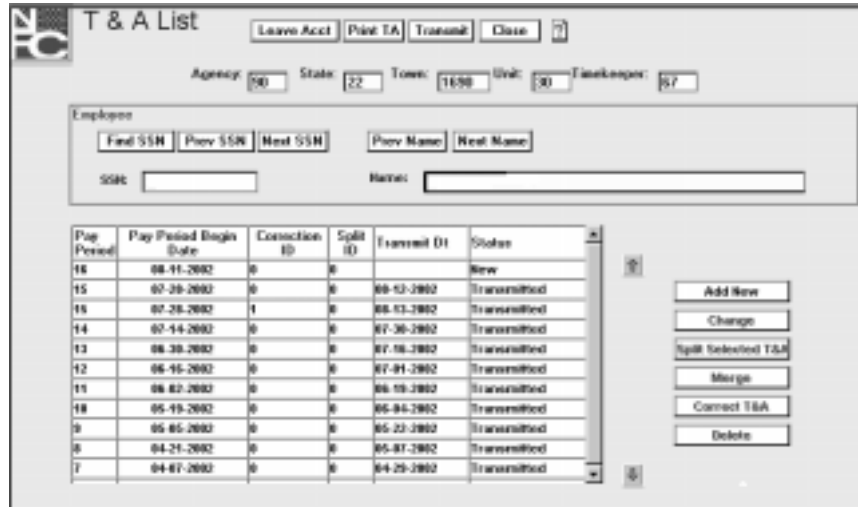 NFC
T & A List
Leave Acct Print TA Transmit Close ?
Agency: 90 State: 22 Town: 1690 Unit: 30 Timekeeper: 67
Employee
Find SSN Prev SSN Next SSN Prev Name Next Name
SSN: Name:
Pay Period Pay Period Begin Date Correction ID Split ID Transmit Dt Status
16 08-11-2002 0 0 New
15 07-28-2002 0 0 08-12-2002 Transmitted
15 07-28-2002 1 0 08-13-2002 Transmitted
14 07-14-2002 0 0 07-30-2002 Transmitted
13 06-30-2002 0 0 07-16-2002 Transmitted
12 06-16-2002 0 0 07-01-2002 Transmitted
11 06-02-2002 0 0 06-19-2002 Transmitted
10 05-19-2002 0 0 06-04-2002 Transmitted
9 05-05-2002 0 0 05-22-2002 Transmitted
8 04-21-2002 0 0 05-07-2002 Transmitted
7 04-07-2002 0 0 04-29-2002 Transmitted
Add New
Change
Split Selected T&A
Merge
Correct T&A
Delete